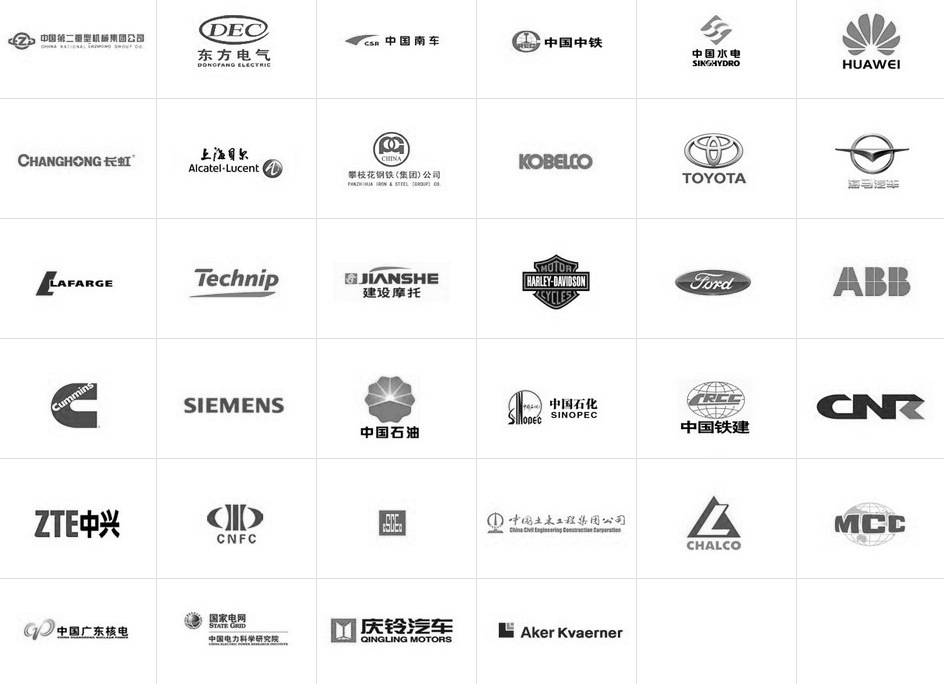 中国第二重型机械集团公司
CHINA NATIONAL ERZHONG GROUP CO.
DEC
东方电气
DONGFANG ELECTRIC
CSR 中国南车
中国中铁
中国水电
SINOHYDRO
HUAWEI
CHANGHONG 长虹
上海贝尔
Alcatel·Lucent
CHINA
攀枝花钢铁(集团)公司
PANZHIHUA IRON & STEEL (GROUP) CO.
KOBELCO
TOYOTA
海马汽车
LAFARGE
Technip
JIANSHE
建设摩托
MOTOR
HARLEY-DAVIDSON
CYCLES
Ford
ABB
Cummins
SIEMENS
中国石油
中国石化
SINOPEC
SINOPEC
CRCC
中国铁建
CNR
ZTE中兴
CNFC
中国土木工程集团公司
China Civil Engineering Construction Corporation
CHALCO
MCC
中国广东核电
国家电网
STATE GRID
中国电力科学研究院
CHINA ELECTRIC POWER RESEARCH INSTITUTE
庆铃汽车
QINGLING MOTORS
Aker Kvaerner